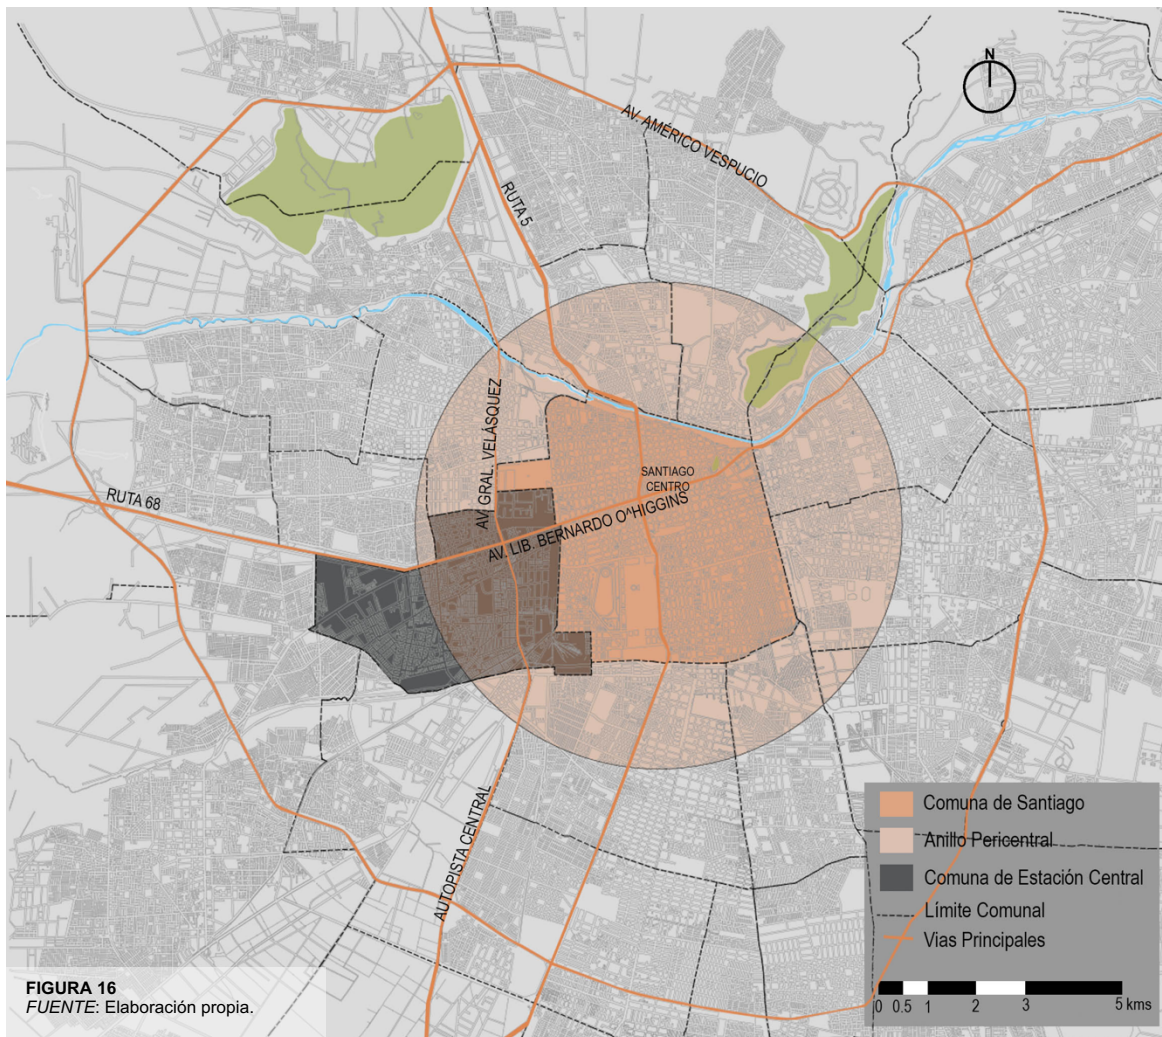 N
AV. AMÉRICO VESPUCIO
RUTA 5
AV. GRAL. VELÁSQUEZ
SANTIAGO
CENTRO
RUTA 68
AV. LIB. BERNARDO O^HIGGINS
AUTOPISTA CENTRAL
Comuna de Santiago
Anillo Pericentral
Comuna de Estación Central
Límite Comunal
Vias Principales
0 0.5 1 2 3 5 kms
FIGURA 16
FUENTE: Elaboración propia.